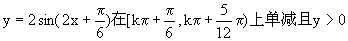 y = 2sin(2x + π/6)在[kπ + π/6, kπ + 5/12 π)上单减且y > 0